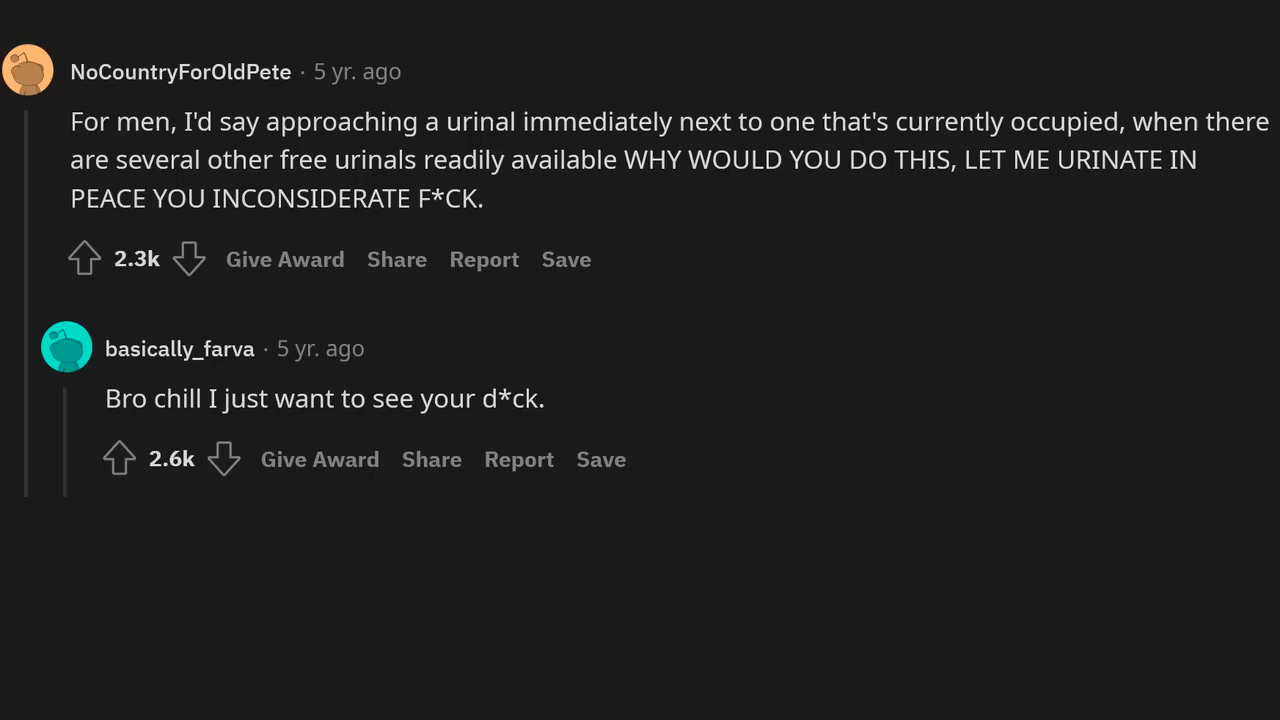 NoCountryForOldPete · 5 yr. ago
For men, I'd say approaching a urinal immediately next to one that's currently occupied, when there
are several other free urinals readily available WHY WOULD YOU DO THIS, LET ME URINATE IN
PEACE YOU INCONSIDERATE F*CK.
2.3k Give Award Share Report Save
basically_farva · 5 yr. ago
Bro chill I just want to see your d*ck.
2.6k Give Award Share Report Save